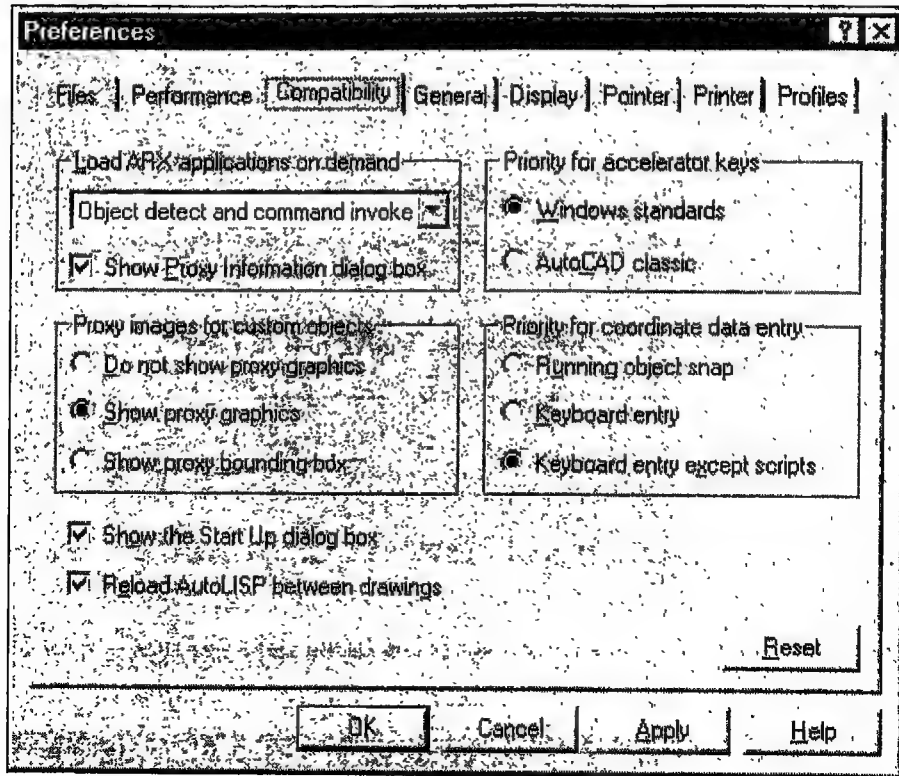 Preferences
Files Performance Compatibility General Display Pointer Printer Profiles
Load ARX applications on demand
Object detect and command invoke
Show Proxy Information dialog box
Priority for accelerator keys
Windows standards
AutoCAD classic
Proxy images for custom objects
Do not show proxy graphics
Show proxy graphics
Show proxy bounding box
Priority for coordinate data entry
Running object snap
Keyboard entry
Keyboard entry except scripts
Show the Start Up dialog box
Reload AutoLISP between drawings
Reset
OK Cancel Apply Help